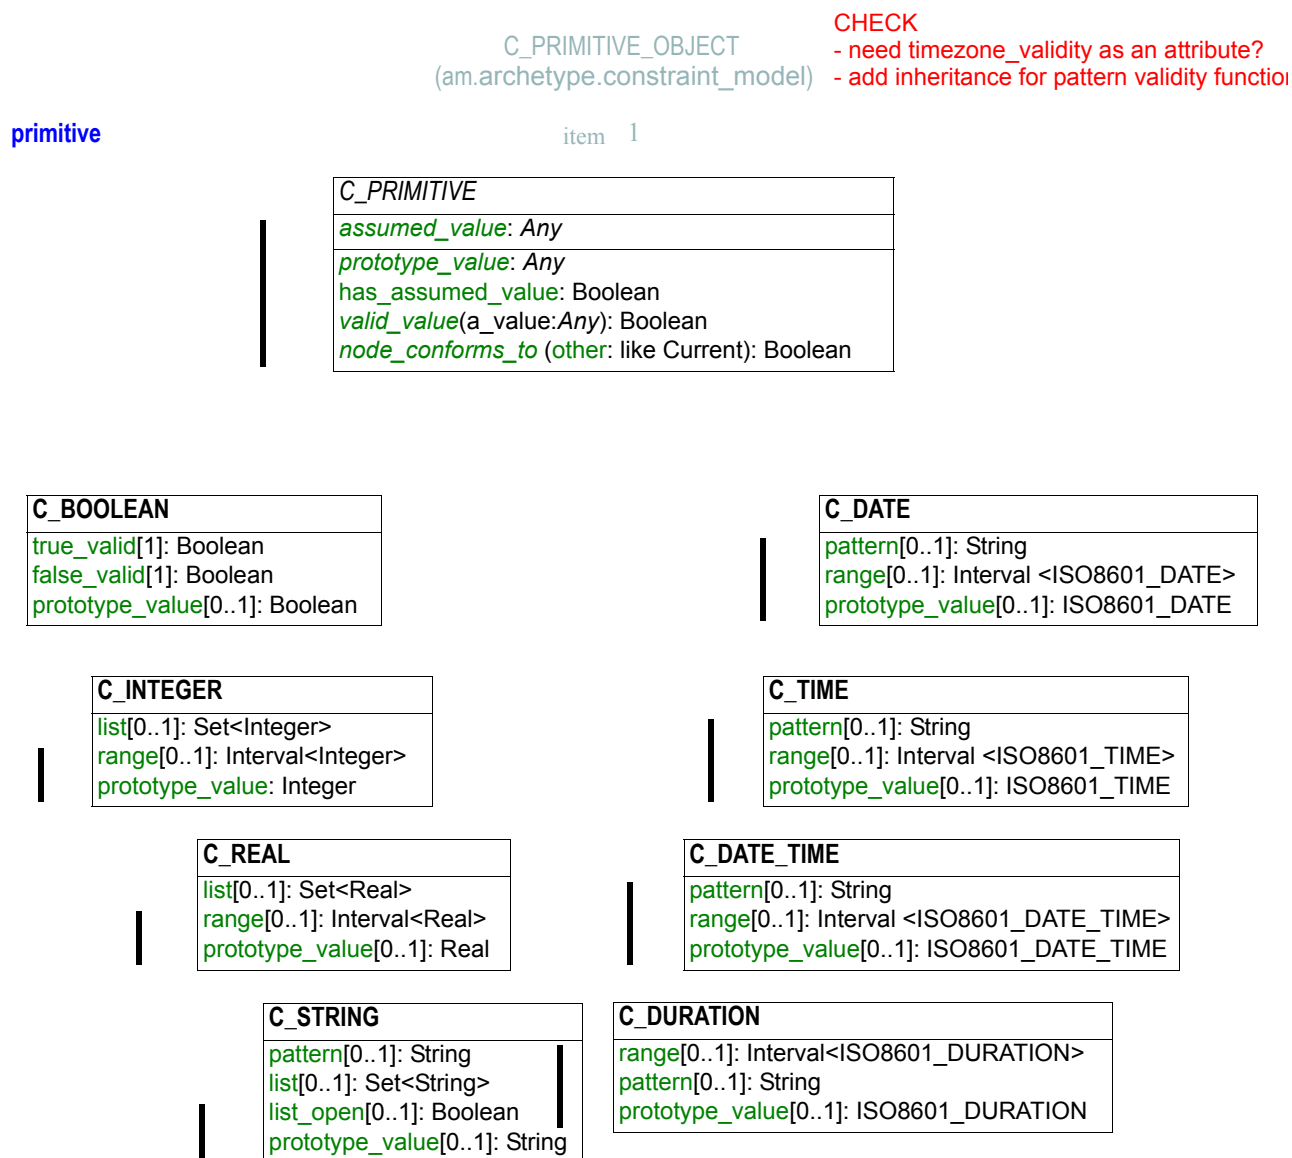 C_PRIMITIVE_OBJECT
(am.archetype.constraint_model)
CHECK
- need timezone_validity as an attribute?
- add inheritance for pattern validity function
primitive
item 1
C_PRIMITIVE
assumed_value: Any
prototype_value: Any
has_assumed_value: Boolean
valid_value(a_value:Any): Boolean
node_conforms_to (other: like Current): Boolean
C_BOOLEAN
true_valid[1]: Boolean
false_valid[1]: Boolean
prototype_value[0..1]: Boolean
C_DATE
pattern[0..1]: String
range[0..1]: Interval <ISO8601_DATE>
prototype_value[0..1]: ISO8601_DATE
C_INTEGER
list[0..1]: Set<Integer>
range[0..1]: Interval<Integer>
prototype_value: Integer
C_TIME
pattern[0..1]: String
range[0..1]: Interval <ISO8601_TIME>
prototype_value[0..1]: ISO8601_TIME
C_REAL
list[0..1]: Set<Real>
range[0..1]: Interval<Real>
prototype_value[0..1]: Real
C_DATE_TIME
pattern[0..1]: String
range[0..1]: Interval <ISO8601_DATE_TIME>
prototype_value[0..1]: ISO8601_DATE_TIME
C_STRING
pattern[0..1]: String
list[0..1]: Set<String>
list_open[0..1]: Boolean
prototype_value[0..1]: String
C_DURATION
range[0..1]: Interval<ISO8601_DURATION>
pattern[0..1]: String
prototype_value[0..1]: ISO8601_DURATION